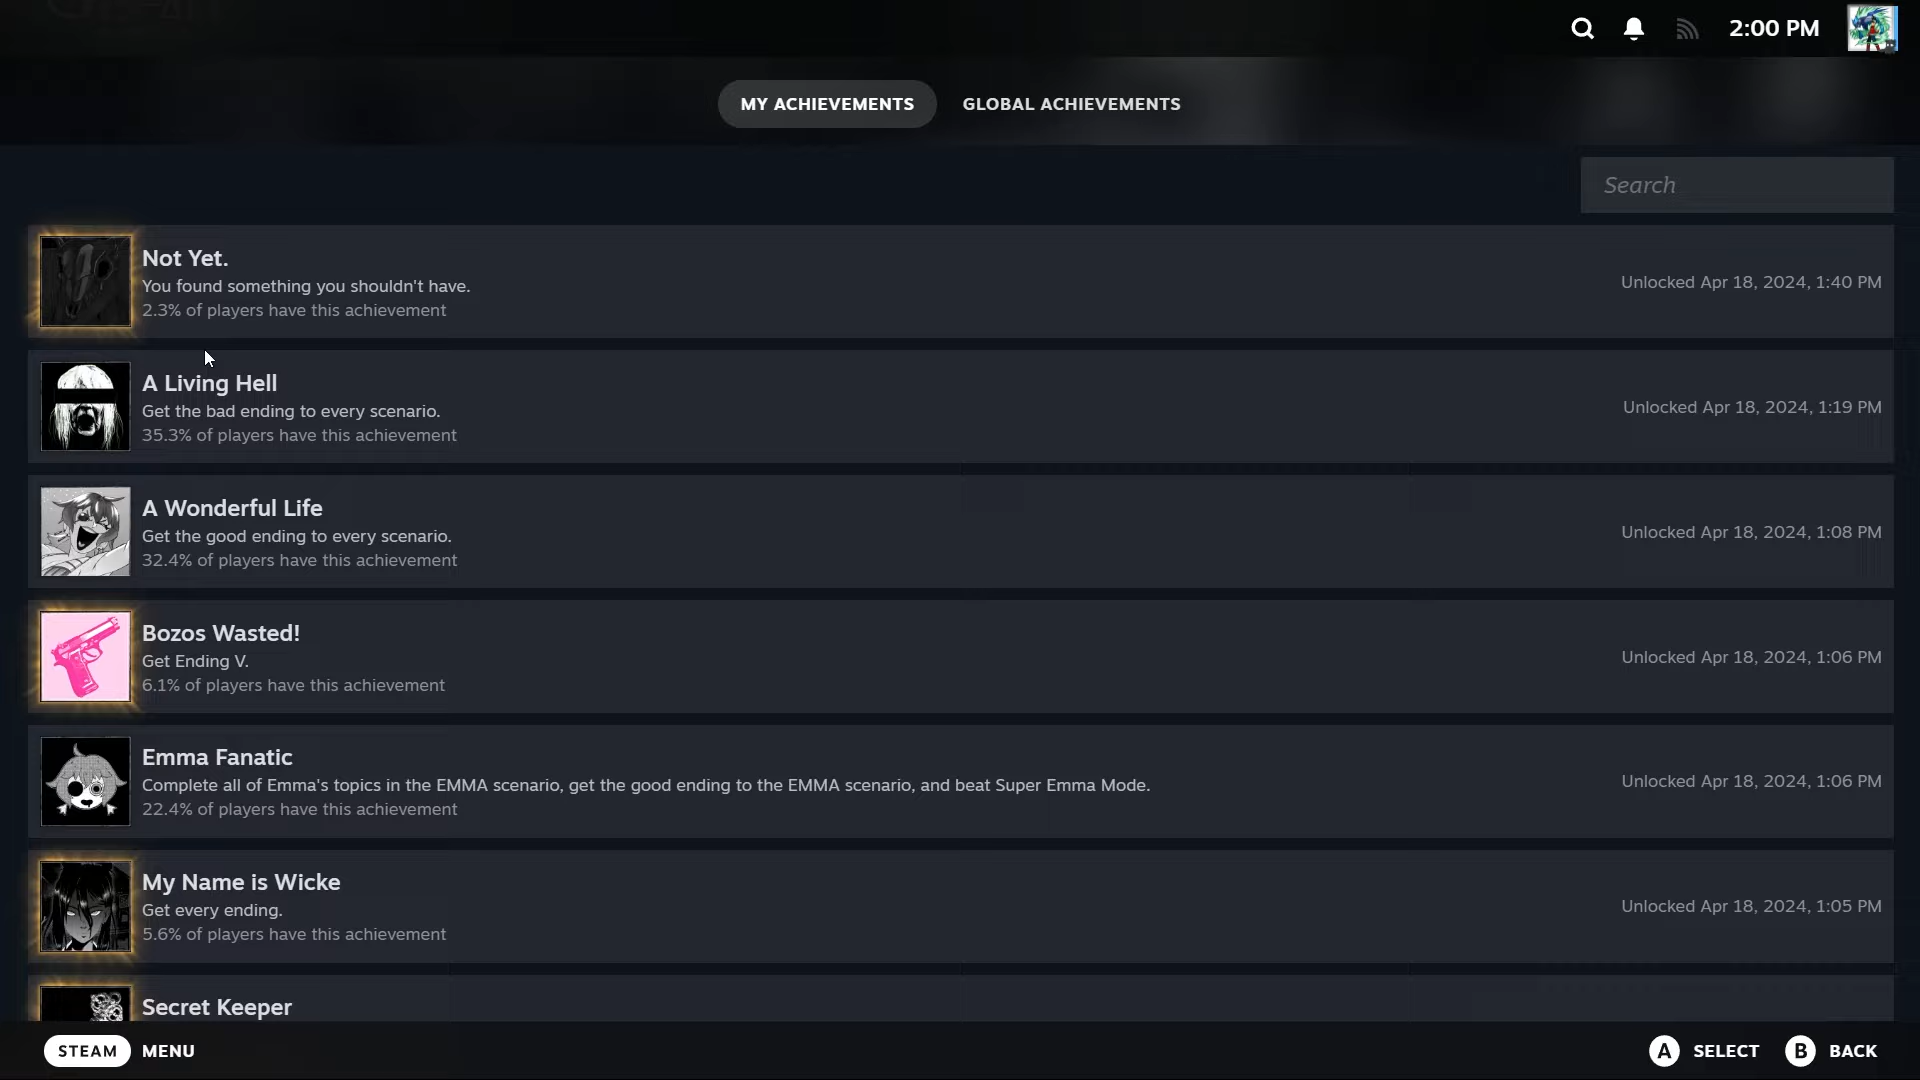 2:00 PM
MY ACHIEVEMENTS
GLOBAL ACHIEVEMENTS
Search
Not Yet.
You found something you shouldn't have.
2.3% of players have this achievement
Unlocked Apr 18, 2024, 1:40 PM
A Living Hell
Get the bad ending to every scenario.
35.3% of players have this achievement
Unlocked Apr 18, 2024, 1:19 PM
A Wonderful Life
Get the good ending to every scenario.
32.4% of players have this achievement
Unlocked Apr 18, 2024, 1:08 PM
Bozos Wasted!
Get Ending V.
6.1% of players have this achievement
Unlocked Apr 18, 2024, 1:06 PM
Emma Fanatic
Complete all of Emma's topics in the EMMA scenario, get the good ending to the EMMA scenario, and beat Super Emma Mode.
22.4% of players have this achievement
Unlocked Apr 18, 2024, 1:06 PM
My Name is Wicke
Get every ending.
5.6% of players have this achievement
Unlocked Apr 18, 2024, 1:05 PM
Secret Keeper
STEAM MENU
A SELECT
B BACK